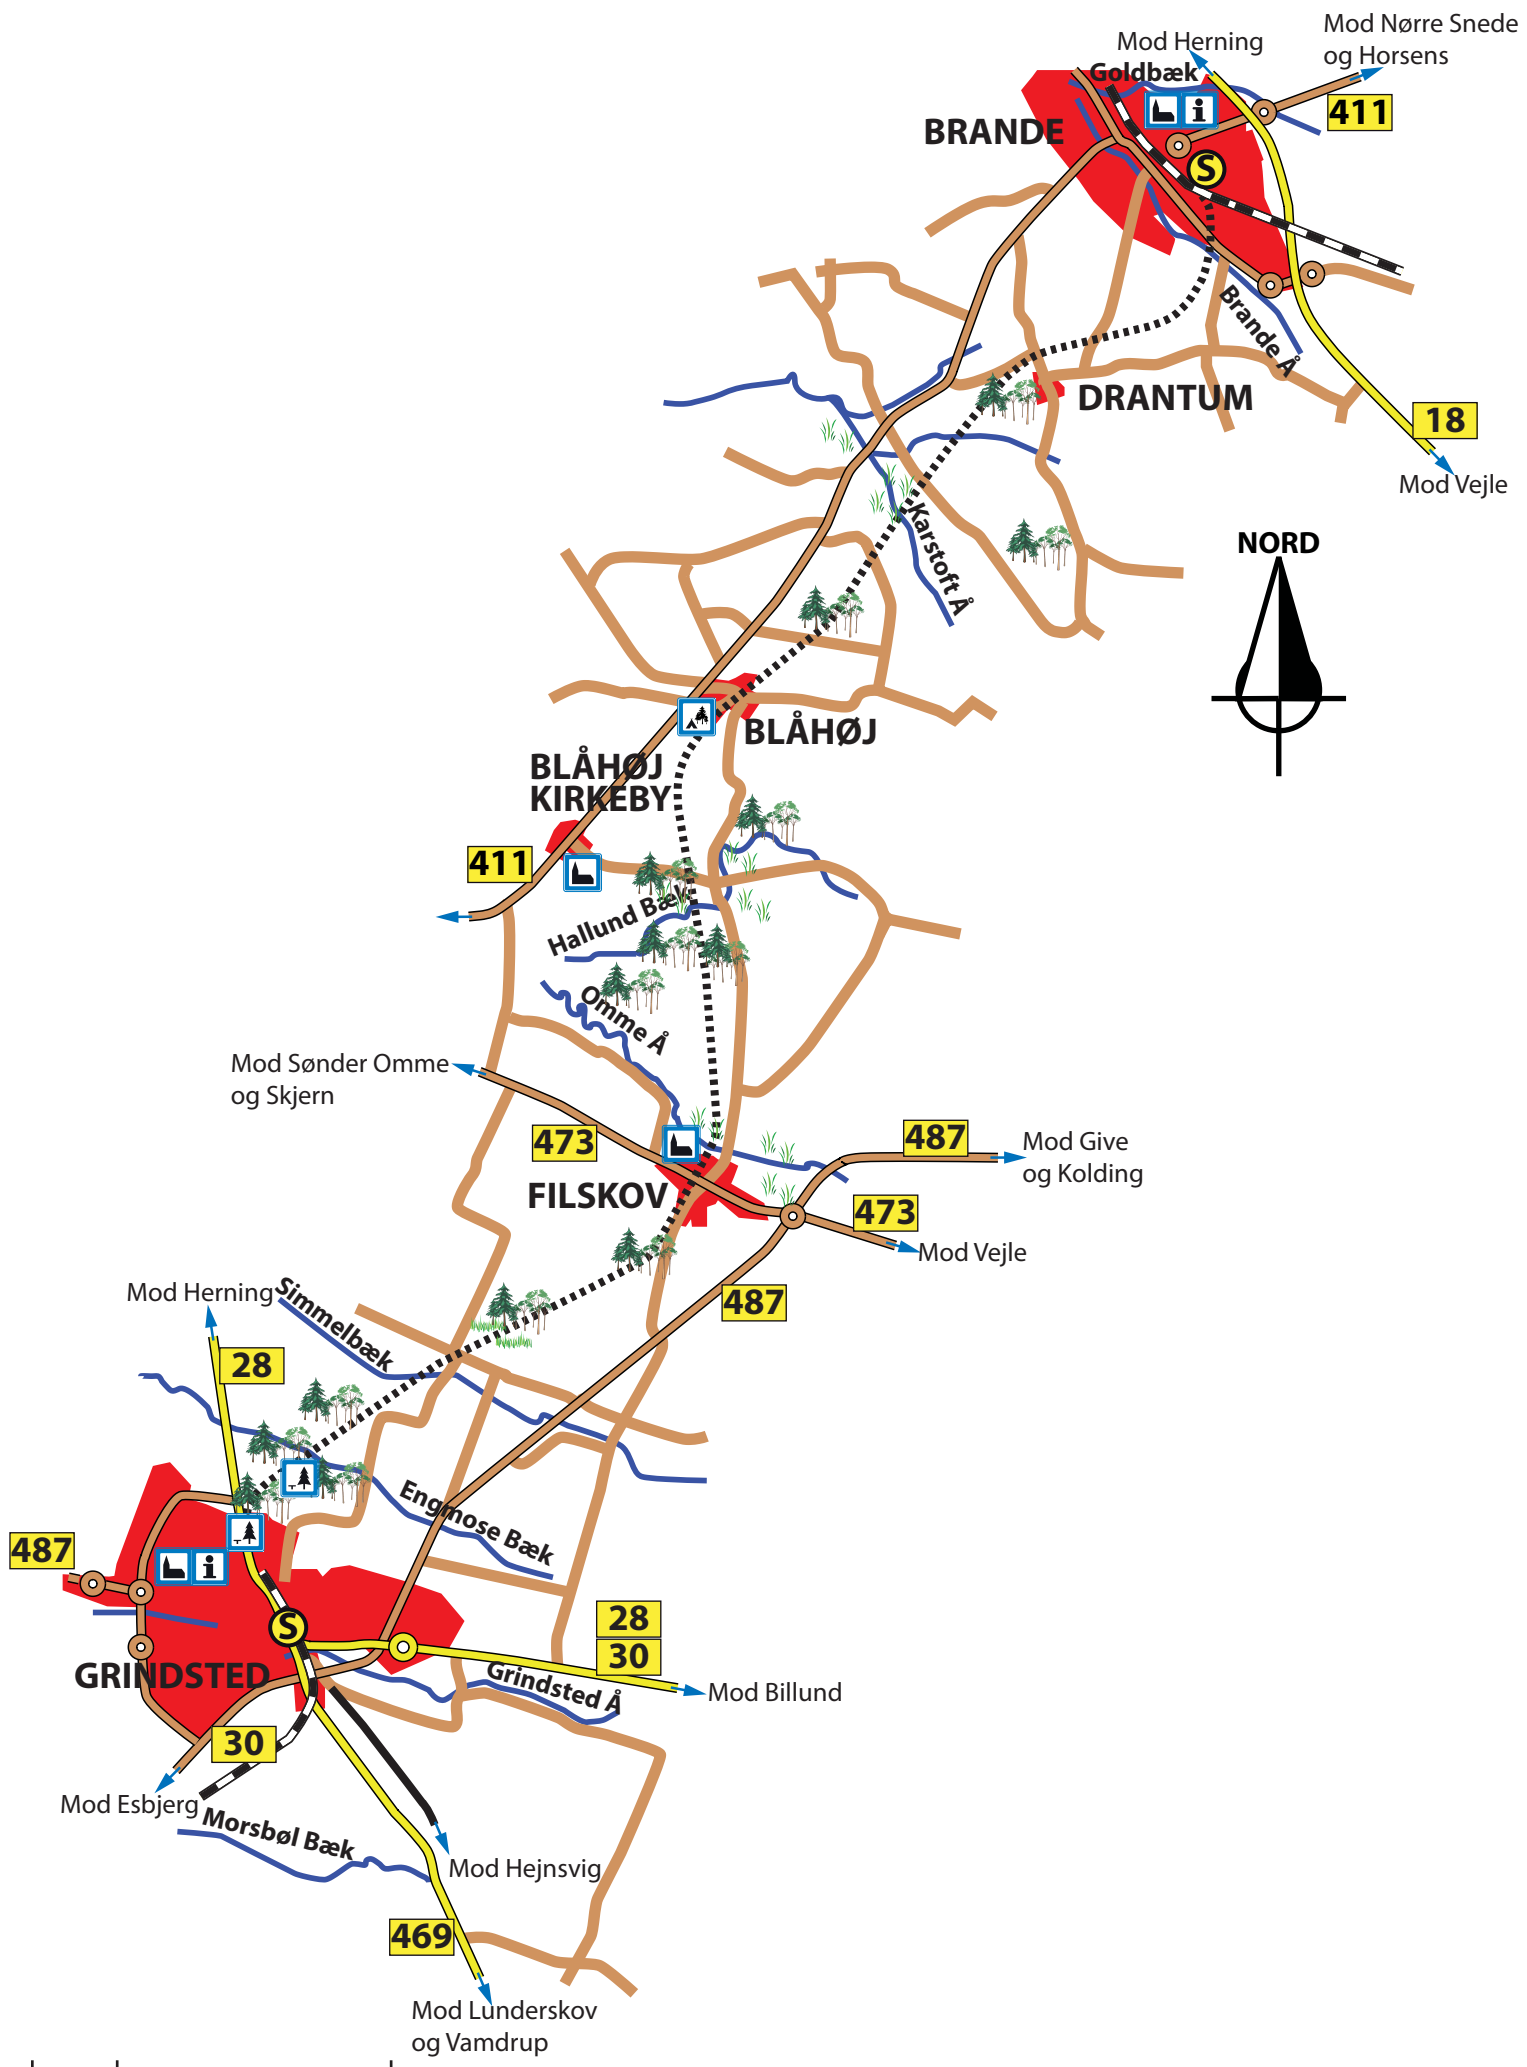 Mod Nørre Snede
og Horsens
Mod Herning
Goldbæk
411
BRANDE
S
Brande Å
DRANTUM
18
Mod Vejle
Karstoft Å
NORD
BLÅHØJ
BLÅHØJ
KIRKEBY
411
Hallund Bæk
Omme Å
Mod Sønder Omme
og Skjern
473
487
Mod Give
og Kolding
FILSKOV
473
Mod Vejle
487
Mod Herning
Simmelbæk
28
Engmose Bæk
487
S
28
30
GRINDSTED
Grindsted Å
Mod Billund
30
Mod Esbjerg
Morsbøl Bæk
Mod Hejnsvig
469
Mod Lunderskov
og Vamdrup